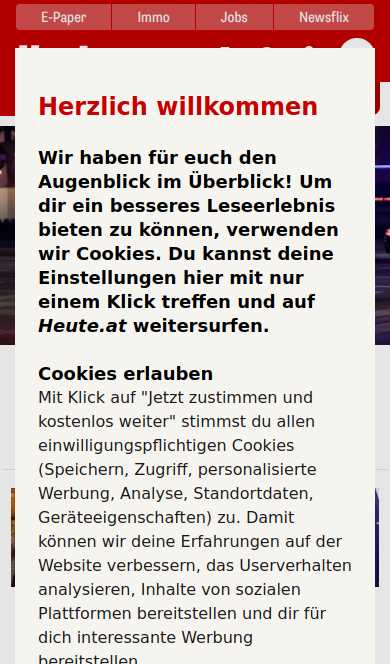 E-Paper Immo Jobs Newsflix
Herzlich willkommen
Wir haben für euch den
Augenblick im Überblick! Um
dir ein besseres Leseerlebnis
bieten zu können, verwenden
wir Cookies. Du kannst deine
Einstellungen hier mit nur
einem Klick treffen und auf
Heute.at weitersurfen.
Cookies erlauben
Mit Klick auf "Jetzt zustimmen und
kostenlos weiter" stimmst du allen
einwilligungspflichtigen Cookies
(Speichern, Zugriff, personalisierte
Werbung, Analyse, Standortdaten,
Geräteeigenschaften) zu. Damit
können wir deine Erfahrungen auf der
Website verbessern, das Userverhalten
analysieren, Inhalte von sozialen
Plattformen bereitstellen und dir für
dich interessante Werbung
bereitstellen